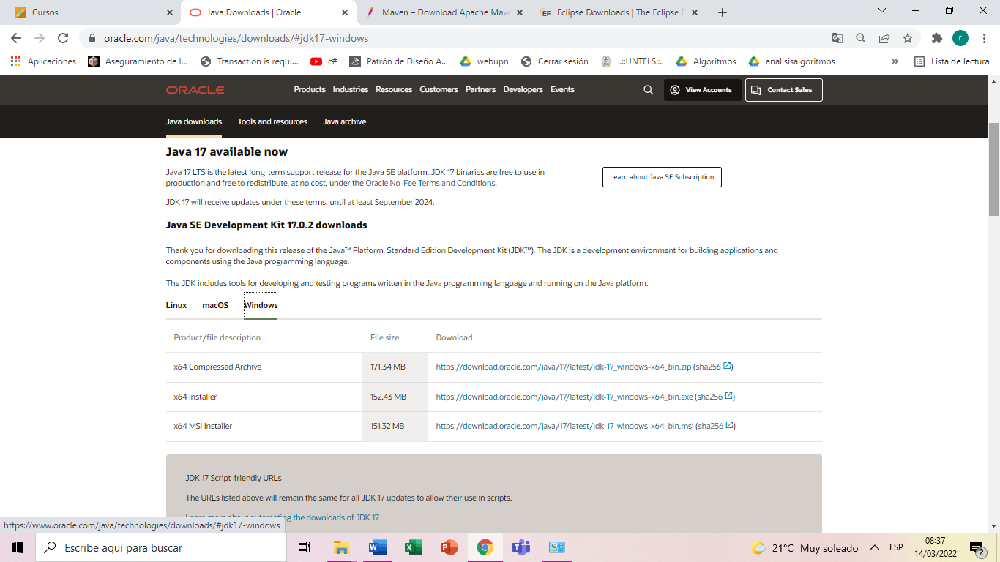 Cursos
Java Downloads | Oracle
Maven – Download Apache Mav
EF Eclipse Downloads | The Eclipse F
oracle.com/java/technologies/downloads/#jdk17-windows
r
Aplicaciones
Aseguramiento de l...
Transaction is requi...
c#
Patrón de Diseño A...
webupn
Cerrar sesión
..::UNTELS::..
Algoritmos
analisisalgoritmos
»
Lista de lectura
ORACLE
Products Industries Resources Customers Partners Developers Events
View Accounts
Contact Sales
Java downloads Tools and resources Java archive
Java 17 available now
Java 17 LTS is the latest long-term support release for the Java SE platform. JDK 17 binaries are free to use in
production and free to redistribute, at no cost, under the Oracle No-Fee Terms and Conditions.
Learn about Java SE Subscription
JDK 17 will receive updates under these terms, until at least September 2024.
Java SE Development Kit 17.0.2 downloads
Thank you for downloading this release of the Java™ Platform, Standard Edition Development Kit (JDK™). The JDK is a development environment for building applications and
components using the Java programming language.
The JDK includes tools for developing and testing programs written in the Java programming language and running on the Java platform.
Linux macOS Windows
Product/file description File size Download
x64 Compressed Archive 171.34 MB https://download.oracle.com/java/17/latest/jdk-17_windows-x64_bin.zip (sha256)
x64 Installer 152.43 MB https://download.oracle.com/java/17/latest/jdk-17_windows-x64_bin.exe (sha256)
x64 MSI Installer 151.32 MB https://download.oracle.com/java/17/latest/jdk-17_windows-x64_bin.msi (sha256)
JDK 17 Script-friendly URLs
The URLs listed above will remain the same for all JDK 17 updates to allow their use in scripts.
Learn more about automating the downloads of JDK 17
https://www.oracle.com/java/technologies/downloads/#jdk17-windows
Escribe aquí para buscar
21°C Muy soleado
ESP
08:37
14/03/2022
2